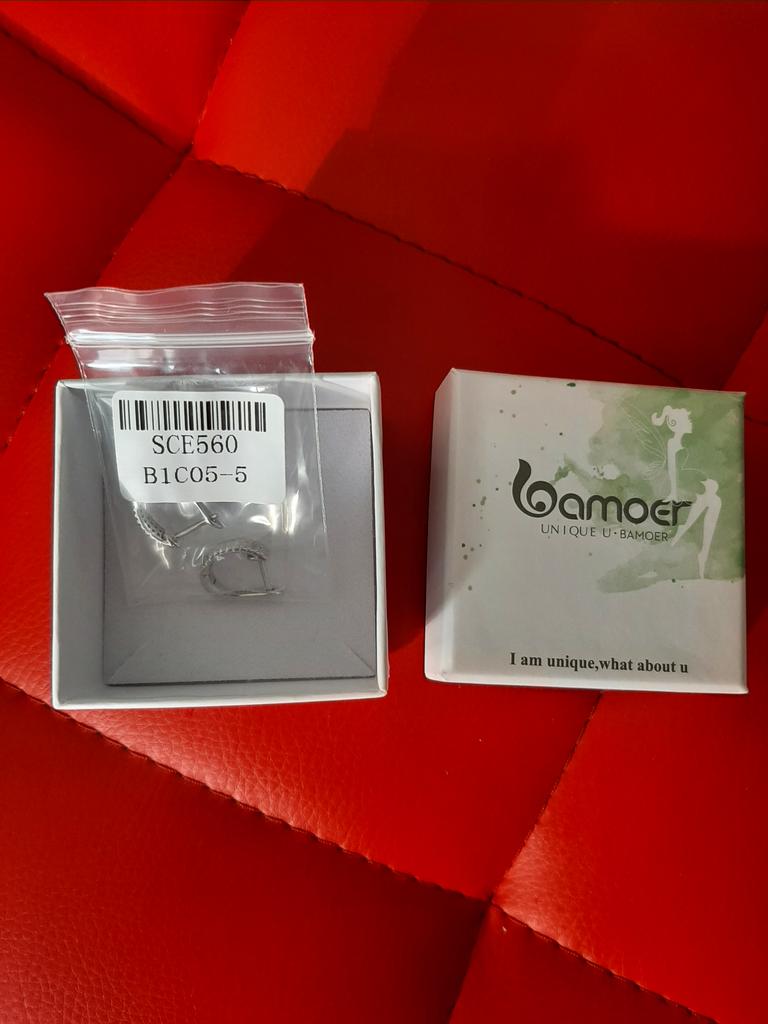 SCE560
B1C05-5
bamoer
UNIQUE U·BAMOER
I am unique,what about u